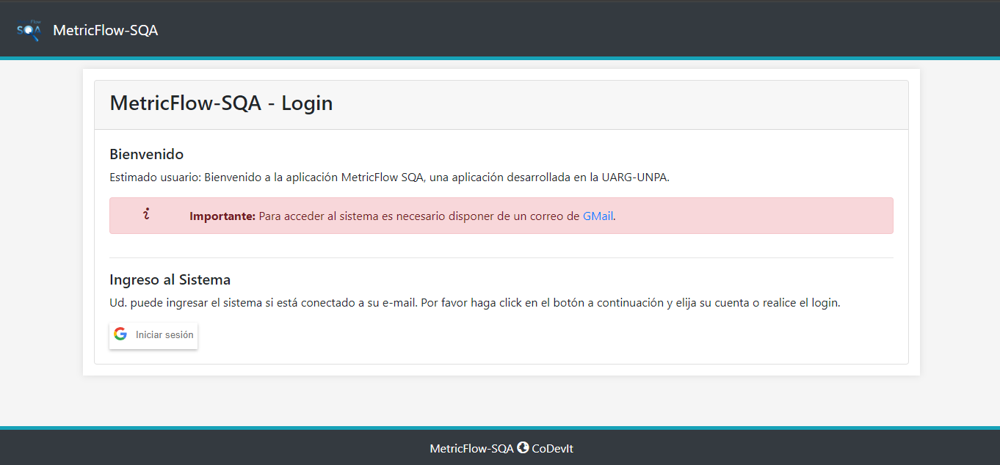 Flow
SQA
MetricFlow-SQA
MetricFlow-SQA - Login
Bienvenido
Estimado usuario: Bienvenido a la aplicación MetricFlow SQA, una aplicación desarrollada en la UARG-UNPA.
i Importante: Para acceder al sistema es necesario disponer de un correo de GMail.
Ingreso al Sistema
Ud. puede ingresar el sistema si está conectado a su e-mail. Por favor haga click en el botón a continuación y elija su cuenta o realice el login.
G Iniciar sesión
MetricFlow-SQA CoDevIt